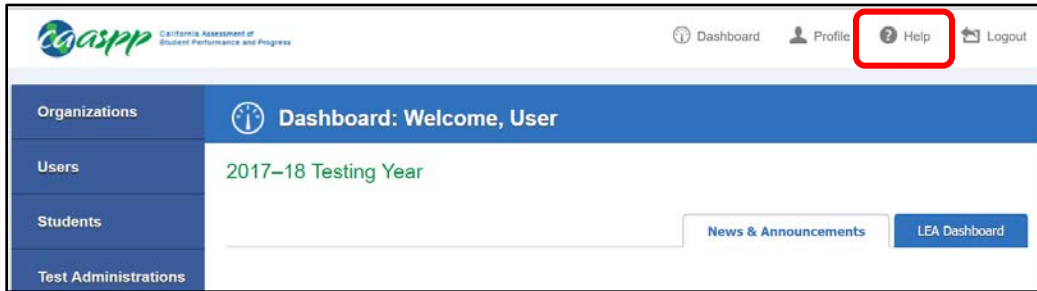 caaspp California Assessment of
Student Performance and Progress
Dashboard Profile Help Logout
Organizations
Dashboard: Welcome, User
Users
2017–18 Testing Year
Students
News & Announcements LEA Dashboard
Test Administrations